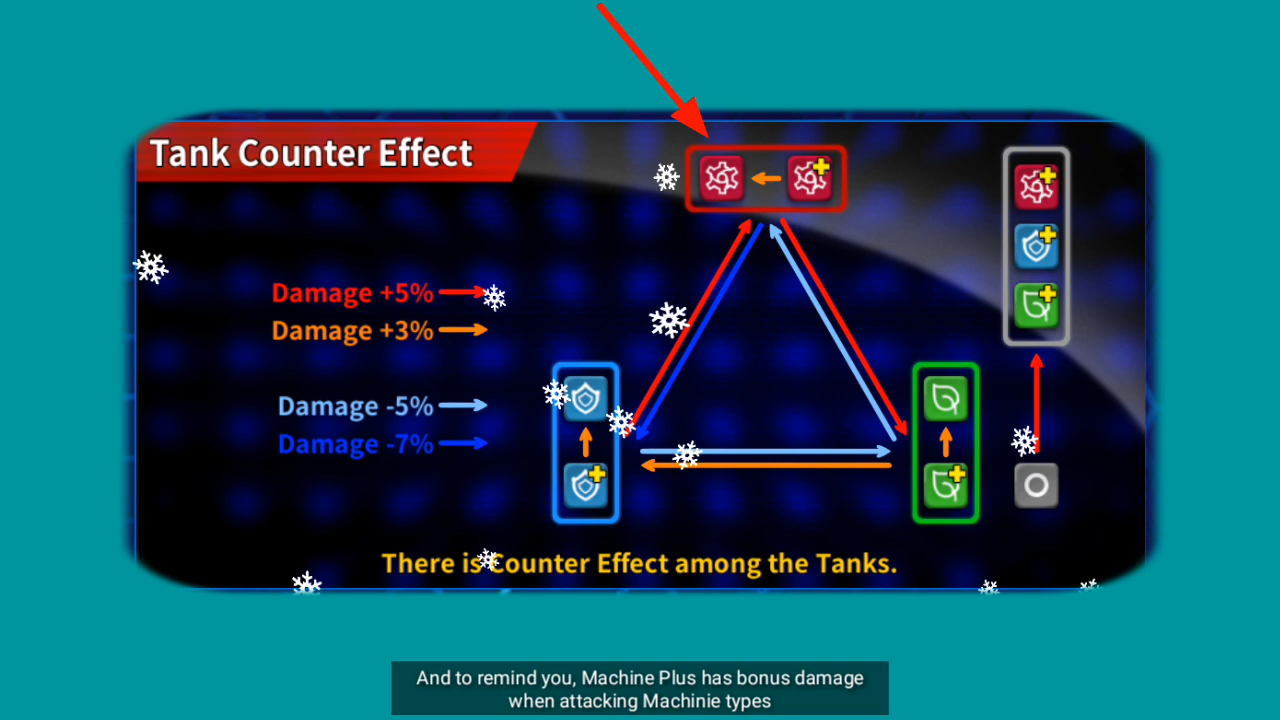 Tank Counter Effect
Damage +5%
Damage +3%
Damage -5%
Damage -7%
There is Counter Effect among the Tanks.
And to remind you, Machine Plus has bonus damage
when attacking Machinie types